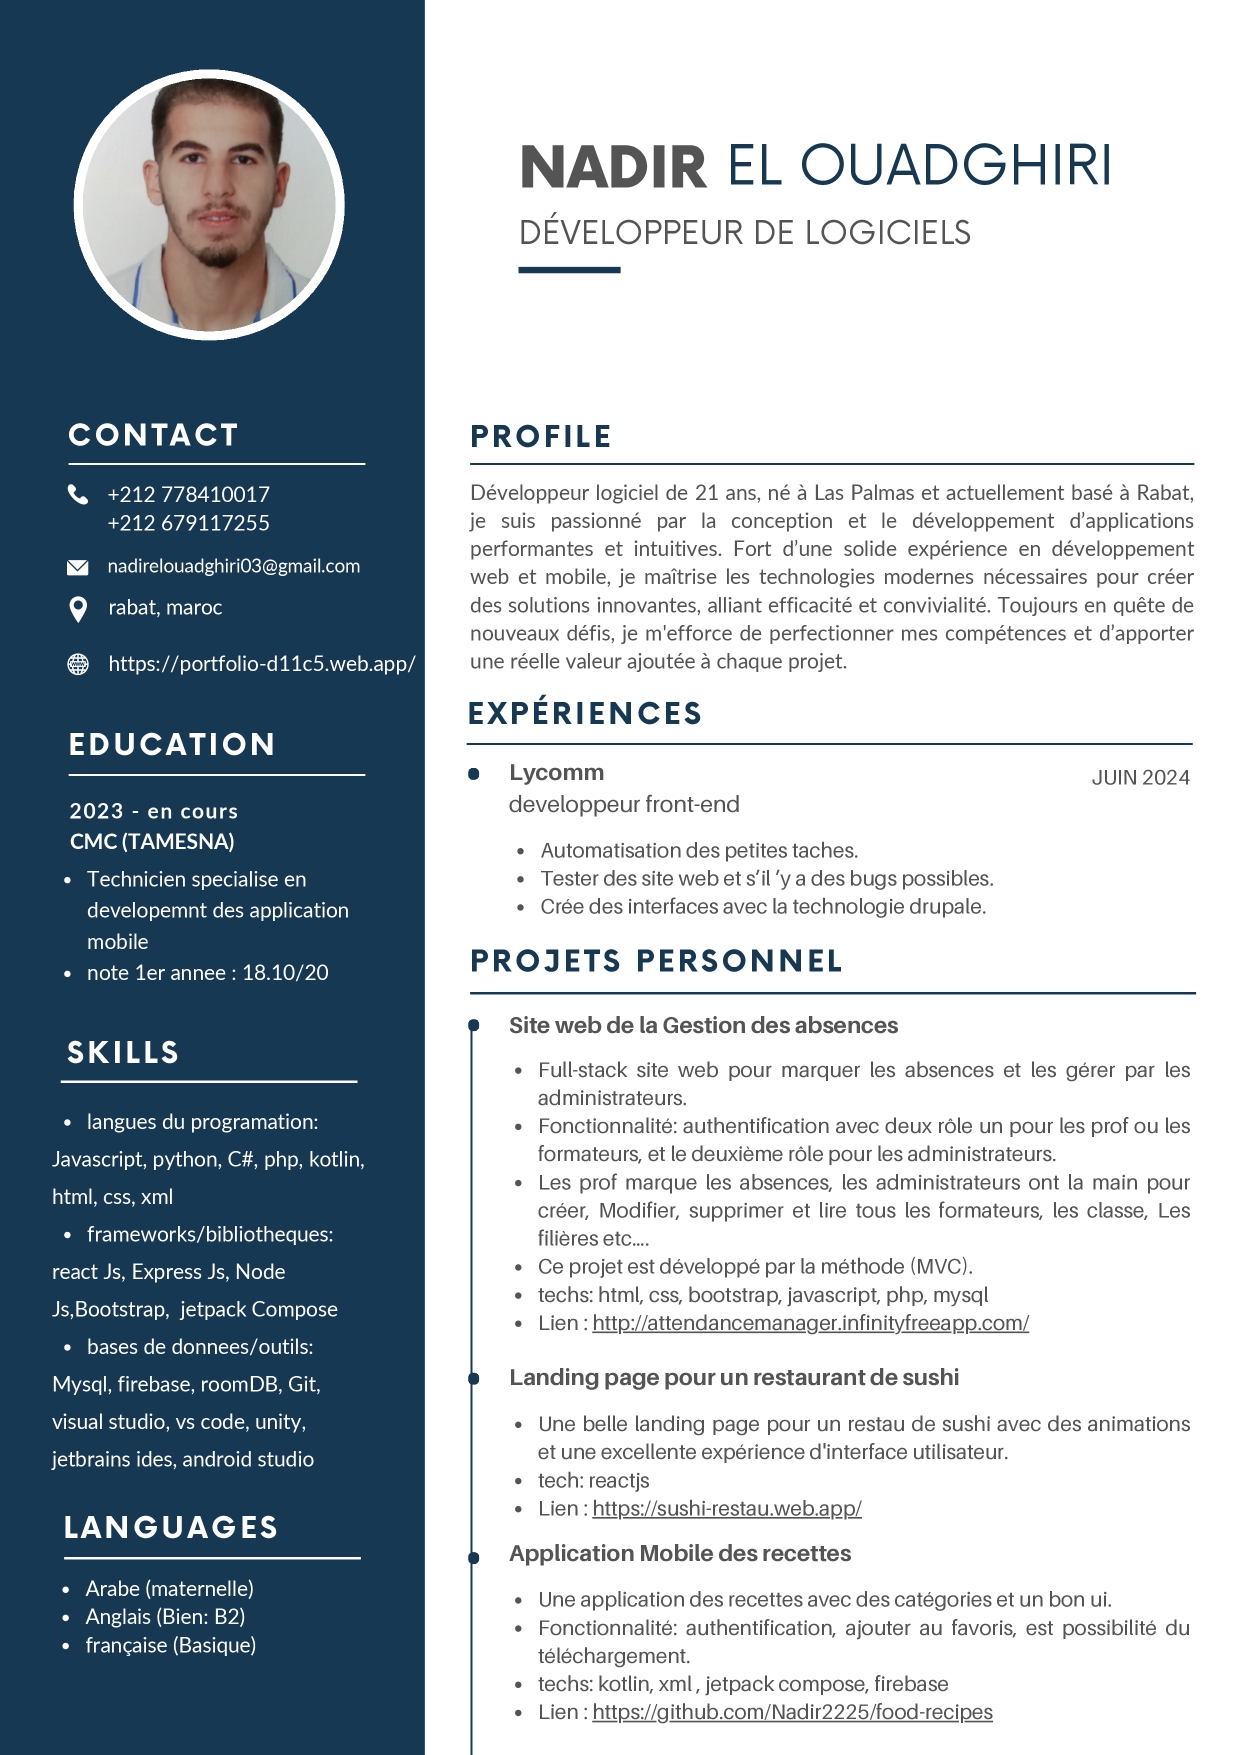 NADIR EL OUADGHIRI
DÉVELOPPEUR DE LOGICIELS
CONTACT
+212 778410017
+212 679117255
nadirelouadghiri03@gmail.com
rabat, maroc
https://portfolio-d11c5.web.app/
EDUCATION
2023 - en cours
CMC (TAMESNA)
• Technicien specialise en
developemnt des application
mobile
• note 1er annee : 18.10/20
SKILLS
• langues du programation:
Javascript, python, C#, php, kotlin,
html, css, xml
• frameworks/bibliotheques:
react Js, Express Js, Node
Js,Bootstrap, jetpack Compose
• bases de donnees/outils:
Mysql, firebase, roomDB, Git,
visual studio, vs code, unity,
jetbrains ides, android studio
LANGUAGES
• Arabe (maternelle)
• Anglais (Bien: B2)
• française (Basique)
PROFILE
Développeur logiciel de 21 ans, né à Las Palmas et actuellement basé à Rabat,
je suis passionné par la conception et le développement d’applications
performantes et intuitives. Fort d’une solide expérience en développement
web et mobile, je maîtrise les technologies modernes nécessaires pour créer
des solutions innovantes, alliant efficacité et convivialité. Toujours en quête de
nouveaux défis, je m'efforce de perfectionner mes compétences et d’apporter
une réelle valeur ajoutée à chaque projet.
EXPÉRIENCES
Lycomm
JUIN 2024
developpeur front-end
• Automatisation des petites taches.
• Tester des site web et s’il ’y a des bugs possibles.
• Crée des interfaces avec la technologie drupale.
PROJETS PERSONNEL
Site web de la Gestion des absences
• Full-stack site web pour marquer les absences et les gérer par les
administrateurs.
• Fonctionnalité: authentification avec deux rôle un pour les prof ou les
formateurs, et le deuxième rôle pour les administrateurs.
• Les prof marque les absences, les administrateurs ont la main pour
créer, Modifier, supprimer et lire tous les formateurs, les classe, Les
filières etc....
• Ce projet est développé par la méthode (MVC).
• techs: html, css, bootstrap, javascript, php, mysql
• Lien : http://attendancemanager.infinityfreeapp.com/
Landing page pour un restaurant de sushi
• Une belle landing page pour un restau de sushi avec des animations
et une excellente expérience d'interface utilisateur.
• tech: reactjs
• Lien : https://sushi-restau.web.app/
Application Mobile des recettes
• Une application des recettes avec des catégories et un bon ui.
• Fonctionnalité: authentification, ajouter au favoris, est possibilité du
téléchargement.
• techs: kotlin, xml , jetpack compose, firebase
• Lien : https://github.com/Nadir2225/food-recipes